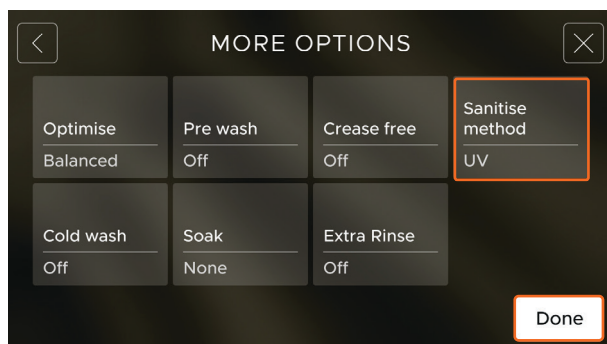 MORE OPTIONS
Optimise
Balanced
Pre wash
Off
Crease free
Off
Sanitise
method
UV
Cold wash
Off
Soak
None
Extra Rinse
Off
Done